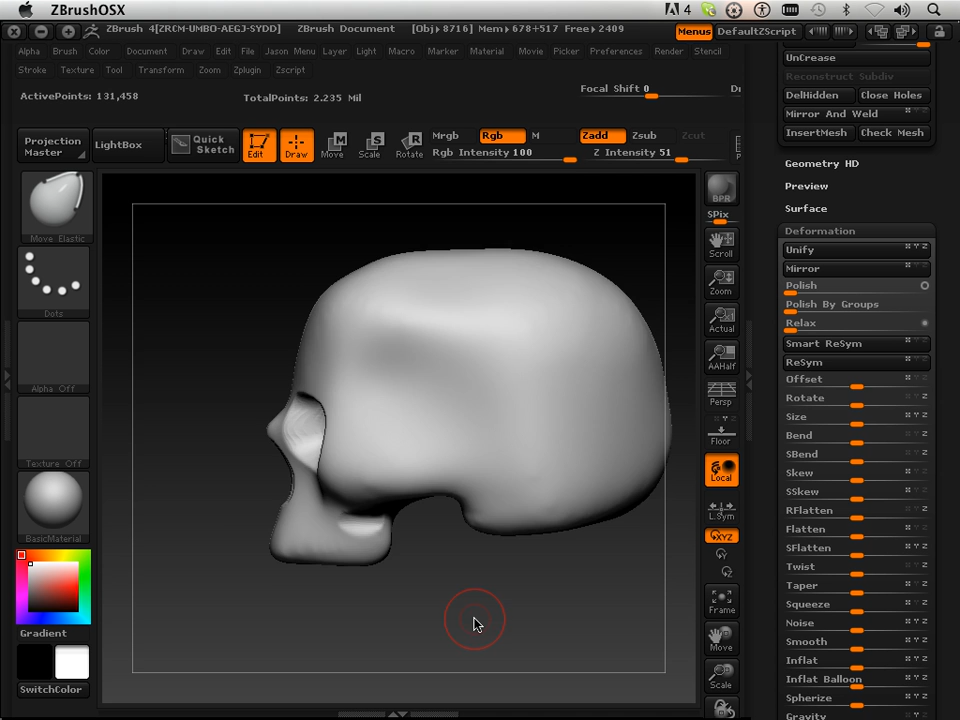 ZBrushOSX
4
ZBrush 4[ZRCM-UMBO-AEGJ-SYDD] ZBrush Document [Obj>8716] Mem>678+517 Free>2409
Menus
DefaultZScript
Alpha Brush Color Document Draw Edit File Jason Menu Layer Light Macro Marker Material Movie Picker Preferences Render Stencil
Stroke Texture Tool Transform Zoom Zplugin Zscript
ActivePoints: 131,458
TotalPoints: 2.235 Mil
Focal Shift 0
Projection
Master
LightBox
Quick
Sketch
Edit
Draw
Move
Scale
Rotate
Mrgb Rgb M Zadd Zsub Zcut
Rgb Intensity 100 Z Intensity 51
Move Elastic
Dots
Alpha Off
Texture Off
BasicMaterial
Gradient
SwitchColor
BPR
SPix
Scroll
Zoom
Actual
AAHalf
Persp
Floor
Local
L.Sym
XYZ
Y
Z
Frame
Move
Scale
UnCrease
Reconstruct Subdiv
DelHidden Close Holes
Mirror And Weld
InsertMesh Check Mesh
Geometry HD
Preview
Surface
Deformation
Unify
Mirror
Polish
Polish By Groups
Relax
Smart ReSym
ReSym
Offset
Rotate
Size
Bend
SBend
Skew
SSkew
RFlatten
Flatten
SFlatten
Twist
Taper
Squeeze
Noise
Smooth
Inflat
Inflat Balloon
Spherize
Gravity